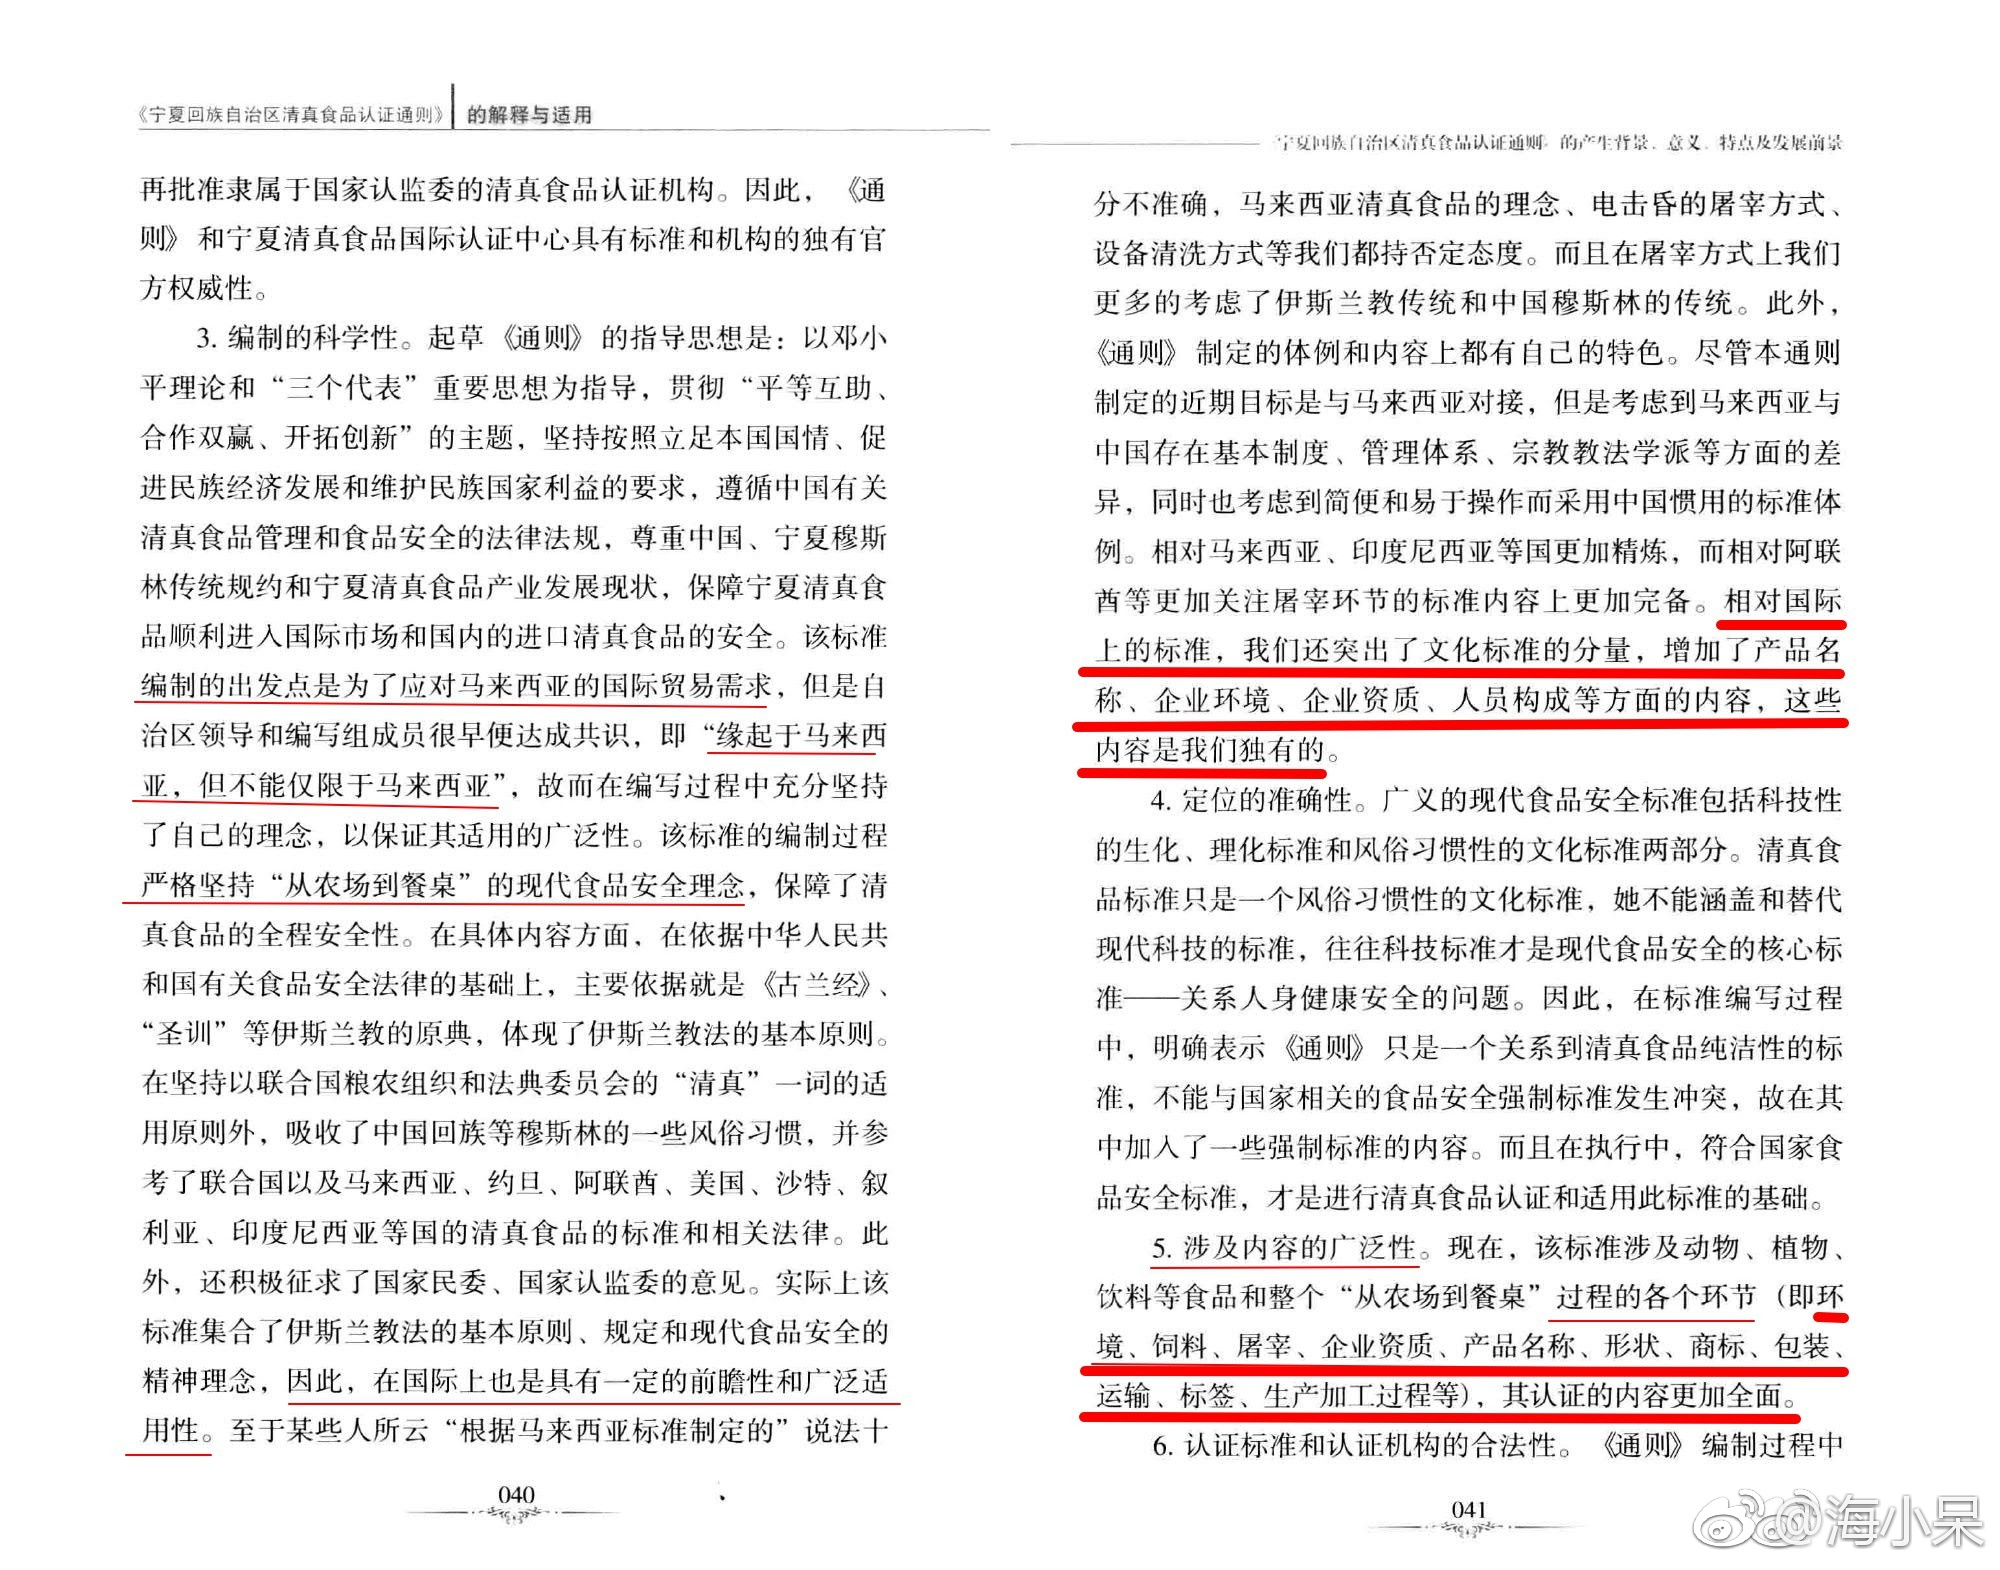 《宁夏回族自治区清真食品认证通则》 的解释与适用
再批准隶属于国家认监委的清真食品认证机构。因此，《通
则》和宁夏清真食品国际认证中心具有标准和机构的独有官
方权威性。
3. 编制的科学性。起草《通则》的指导思想是：以邓小
平理论和“三个代表”重要思想为指导，贯彻“平等互助、
合作双赢、开拓创新”的主题，坚持按照立足本国国情、促
进民族经济发展和维护民族国家利益的要求，遵循中国有关
清真食品管理和食品安全的法律法规，尊重中国、宁夏穆斯
林传统规约和宁夏清真食品产业发展现状，保障宁夏清真食
品顺利进入国际市场和国内的进口清真食品的安全。该标准
编制的出发点是为了应对马来西亚的国际贸易需求，但是自
治区领导和编写组成员很早便达成共识，即“缘起于马来西
亚，但不能仅限于马来西亚”，故而在编写过程中充分坚持
了自己的理念，以保证其适用的广泛性。该标准的编制过程
严格坚持“从农场到餐桌”的现代食品安全理念，保障了清
真食品的全程安全性。在具体内容方面，在依据中华人民共
和国有关食品安全法律的基础上，主要依据就是《古兰经》、
“圣训”等伊斯兰教的原典，体现了伊斯兰教法的基本原则。
在坚持以联合国粮农组织和法典委员会的“清真”一词的适
用原则外，吸收了中国回族等穆斯林的一些风俗习惯，并参
考了联合国以及马来西亚、约旦、阿联酋、美国、沙特、叙
利亚、印度尼西亚等国的清真食品的标准和相关法律。此
外，还积极征求了国家民委、国家认监委的意见。实际上该
标准集合了伊斯兰教法的基本原则、规定和现代食品安全的
精神理念，因此，在国际上也是具有一定的前瞻性和广泛适
用性。至于某些人所云“根据马来西亚标准制定的”说法十
040
《宁夏回族自治区清真食品认证通则》的产生背景、意义、特点及发展前景
分不准确，马来西亚清真食品的理念、电击昏的屠宰方式、
设备清洗方式等我们都持否定态度。而且在屠宰方式上我们
更多的考虑了伊斯兰教传统和中国穆斯林的传统。此外，
《通则》制定的体例和内容上都有自己的特色。尽管本通则
制定的近期目标是与马来西亚对接，但是考虑到马来西亚与
中国存在基本制度、管理体系、宗教教法学派等方面的差
异，同时也考虑到简便和易于操作而采用中国惯用的标准体
例。相对马来西亚、印度尼西亚等国更加精炼，而相对阿联
酋等更加关注屠宰环节的标准内容上更加完备。相对国际
上的标准，我们还突出了文化标准的分量，增加了产品名
称、企业环境、企业资质、人员构成等方面的内容，这些
内容是我们独有的。
4. 定位的准确性。广义的现代食品安全标准包括科技性
的生化、理化标准和风俗习惯性的文化标准两部分。清真食
品标准只是一个风俗习惯性的文化标准，她不能涵盖和替代
现代科技的标准，往往科技标准才是现代食品安全的核心标
准——关系人身健康安全的问题。因此，在标准编写过程
中，明确表示《通则》只是一个关系到清真食品纯洁性的标
准，不能与国家相关的食品安全强制标准发生冲突，故在其
中加入了一些强制标准的内容。而且在执行中，符合国家食
品安全标准，才是进行清真食品认证和适用此标准的基础。
5. 涉及内容的广泛性。现在，该标准涉及动物、植物、
饮料等食品和整个“从农场到餐桌”过程的各个环节（即环
境、饲料、屠宰、企业资质、产品名称、形状、商标、包装、
运输、标签、生产加工过程等），其认证的内容更加全面。
6. 认证标准和认证机构的合法性。《通则》编制过程中
041
@海小呆